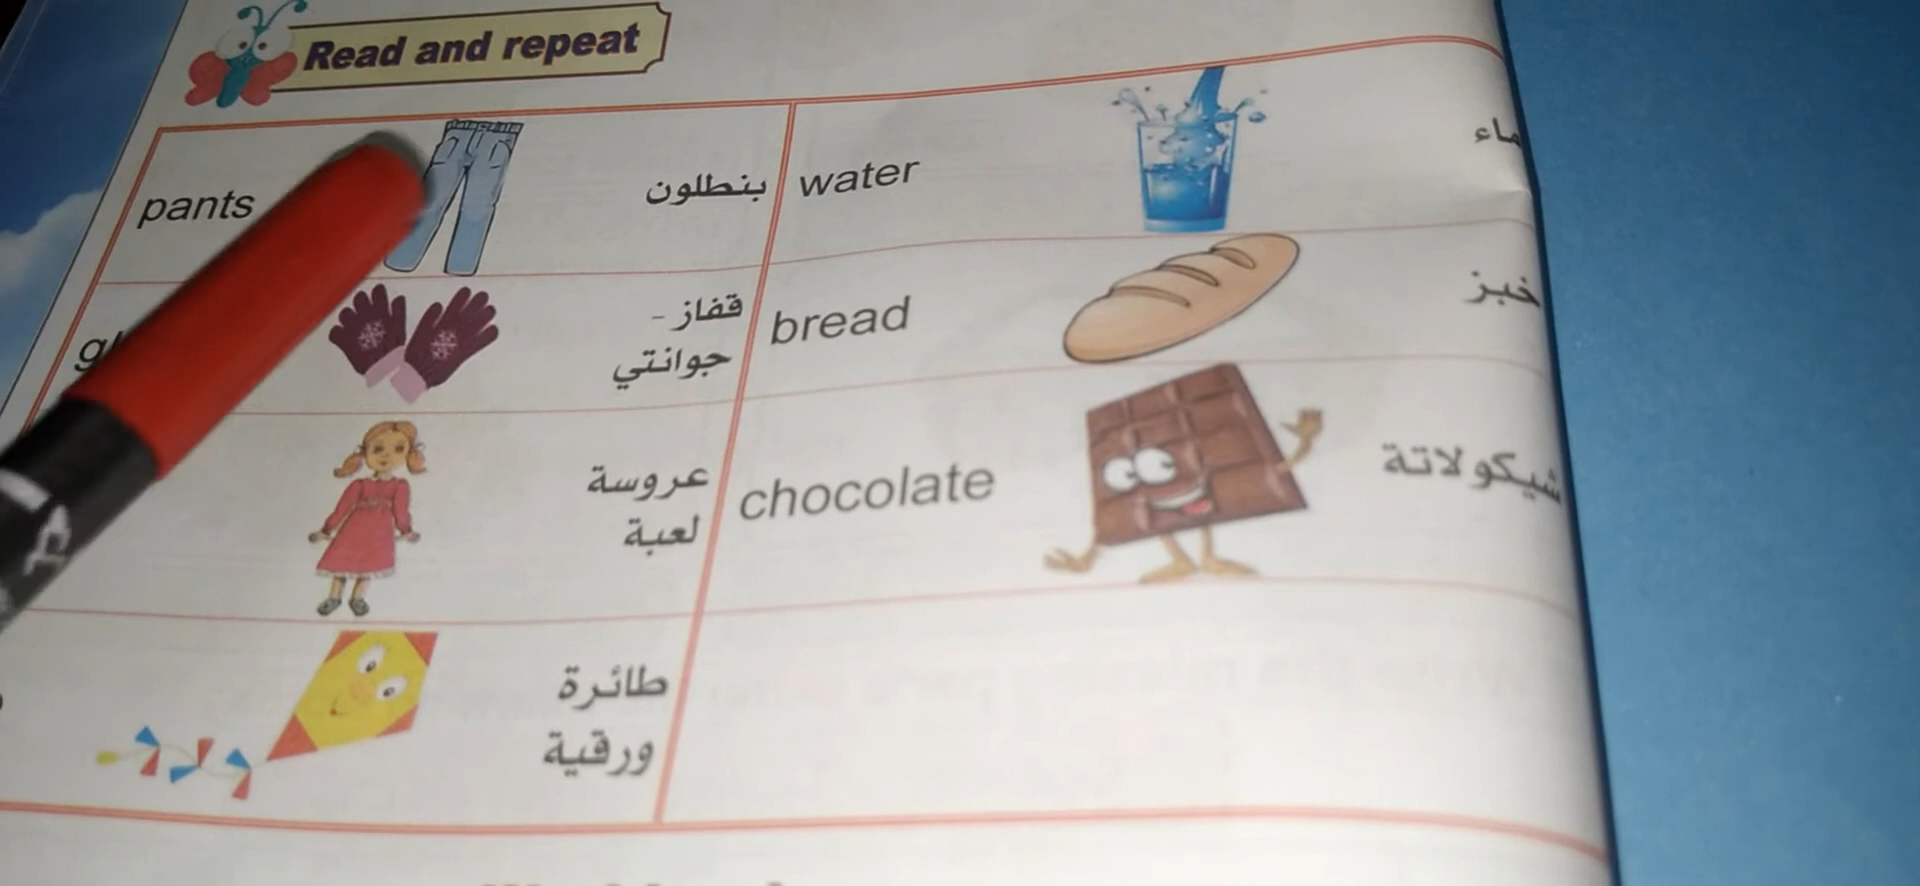 Read and repeat
pants
بنطلون
water
ماء
قفاز -
جوانتي
bread
خبز
عروسة
لعبة
chocolate
شيكولاتة
طائرة
ورقية